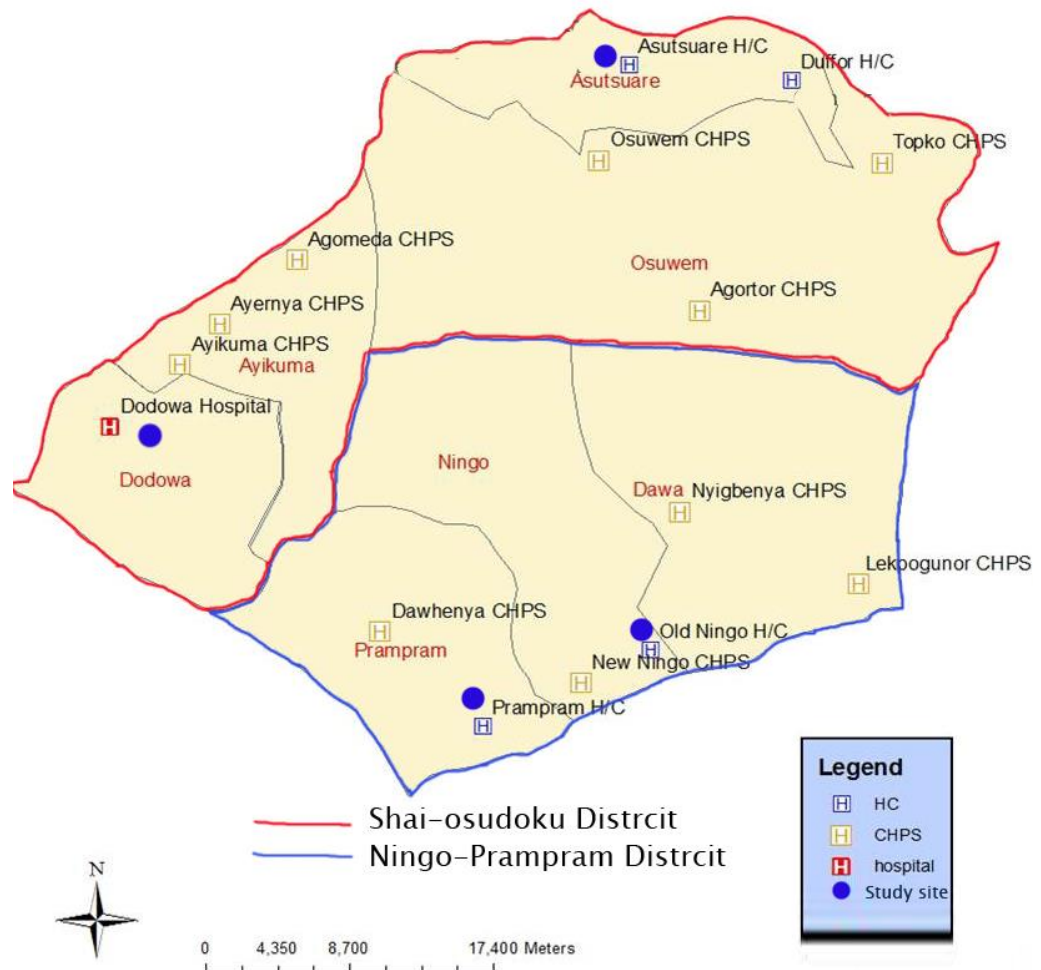 Asutsuare H/C
Duffor H/C
Asutsuare
Osuwem CHPS
Topko CHPS
Agomeda CHPS
Osuwem
Agortor CHPS
Ayernya CHPS
Ayikuma CHPS
Ayikuma
Dodowa Hospital
Dodowa
Ningo
Dawa
Nyigbenya CHPS
Lekpogunor CHPS
Dawhenya CHPS
Prampram
Old Ningo H/C
New Ningo CHPS
Prampram H/C
Legend
H HC
H CHPS
H hospital
Study site
Shai-osudoku Distrcit
Ningo-Prampram Distrcit
N
0 4,350 8,700 17,400 Meters